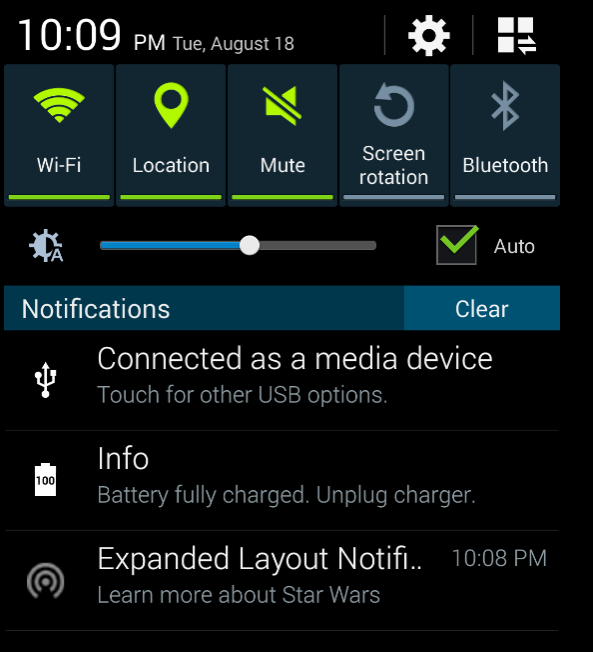 10:09 PM Tue, August 18
Wi-Fi
Location
Mute
Screen
rotation
Bluetooth
A
Auto
Notifications
Clear
Connected as a media device
Touch for other USB options.
100
Info
Battery fully charged. Unplug charger.
Expanded Layout Notifi.. 10:08 PM
Learn more about Star Wars